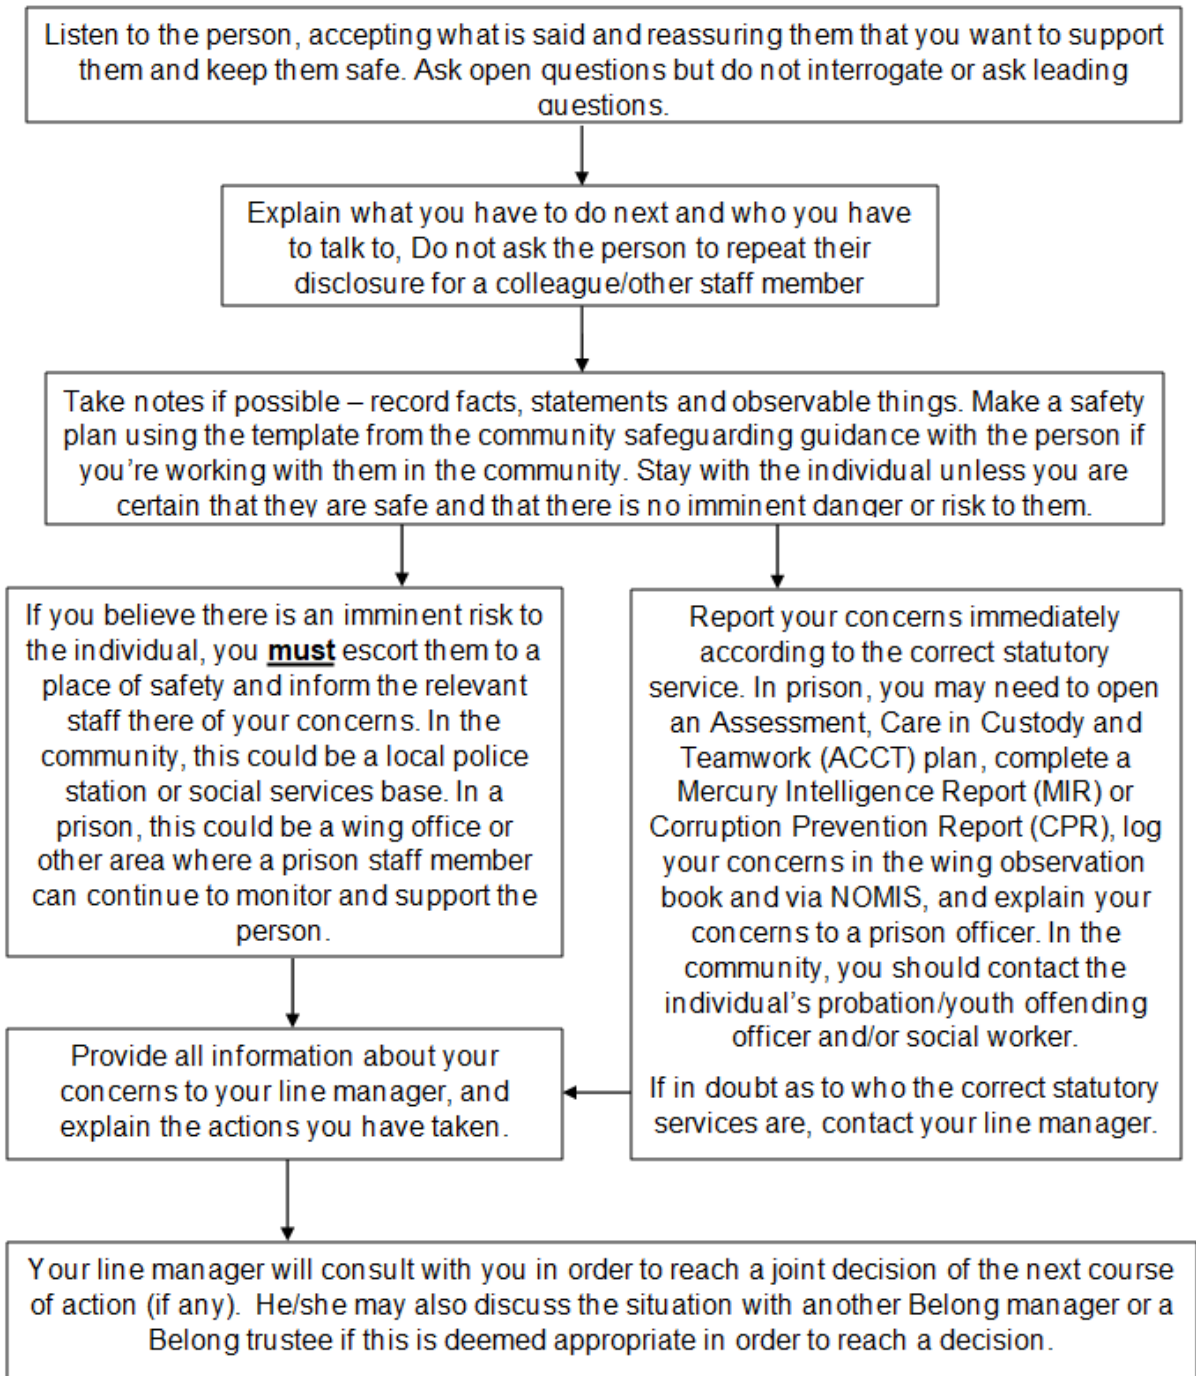 Listen to the person, accepting what is said and reassuring them that you want to support
them and keep them safe. Ask open questions but do not interrogate or ask leading
questions.
Explain what you have to do next and who you have
to talk to, Do not ask the person to repeat their
disclosure for a colleague/other staff member
Take notes if possible – record facts, statements and observable things. Make a safety
plan using the template from the community safeguarding guidance with the person if
you're working with them in the community. Stay with the individual unless you are
certain that they are safe and that there is no imminent danger or risk to them.
If you believe there is an imminent risk to
the individual, you must escort them to a
place of safety and inform the relevant
staff there of your concerns. In the
community, this could be a local police
station or social services base. In a
prison, this could be a wing office or
other area where a prison staff member
can continue to monitor and support the
person.
Report your concerns immediately
according to the correct statutory
service. In prison, you may need to open
an Assessment, Care in Custody and
Teamwork (ACCT) plan, complete a
Mercury Intelligence Report (MIR) or
Corruption Prevention Report (CPR), log
your concerns in the wing observation
book and via NOMIS, and explain your
concerns to a prison officer. In the
community, you should contact the
individual's probation/youth offending
officer and/or social worker.
If in doubt as to who the correct statutory
services are, contact your line manager.
Provide all information about your
concerns to your line manager, and
explain the actions you have taken.
Your line manager will consult with you in order to reach a joint decision of the next course
of action (if any).  He/she may also discuss the situation with another Belong manager or a
Belong trustee if this is deemed appropriate in order to reach a decision.